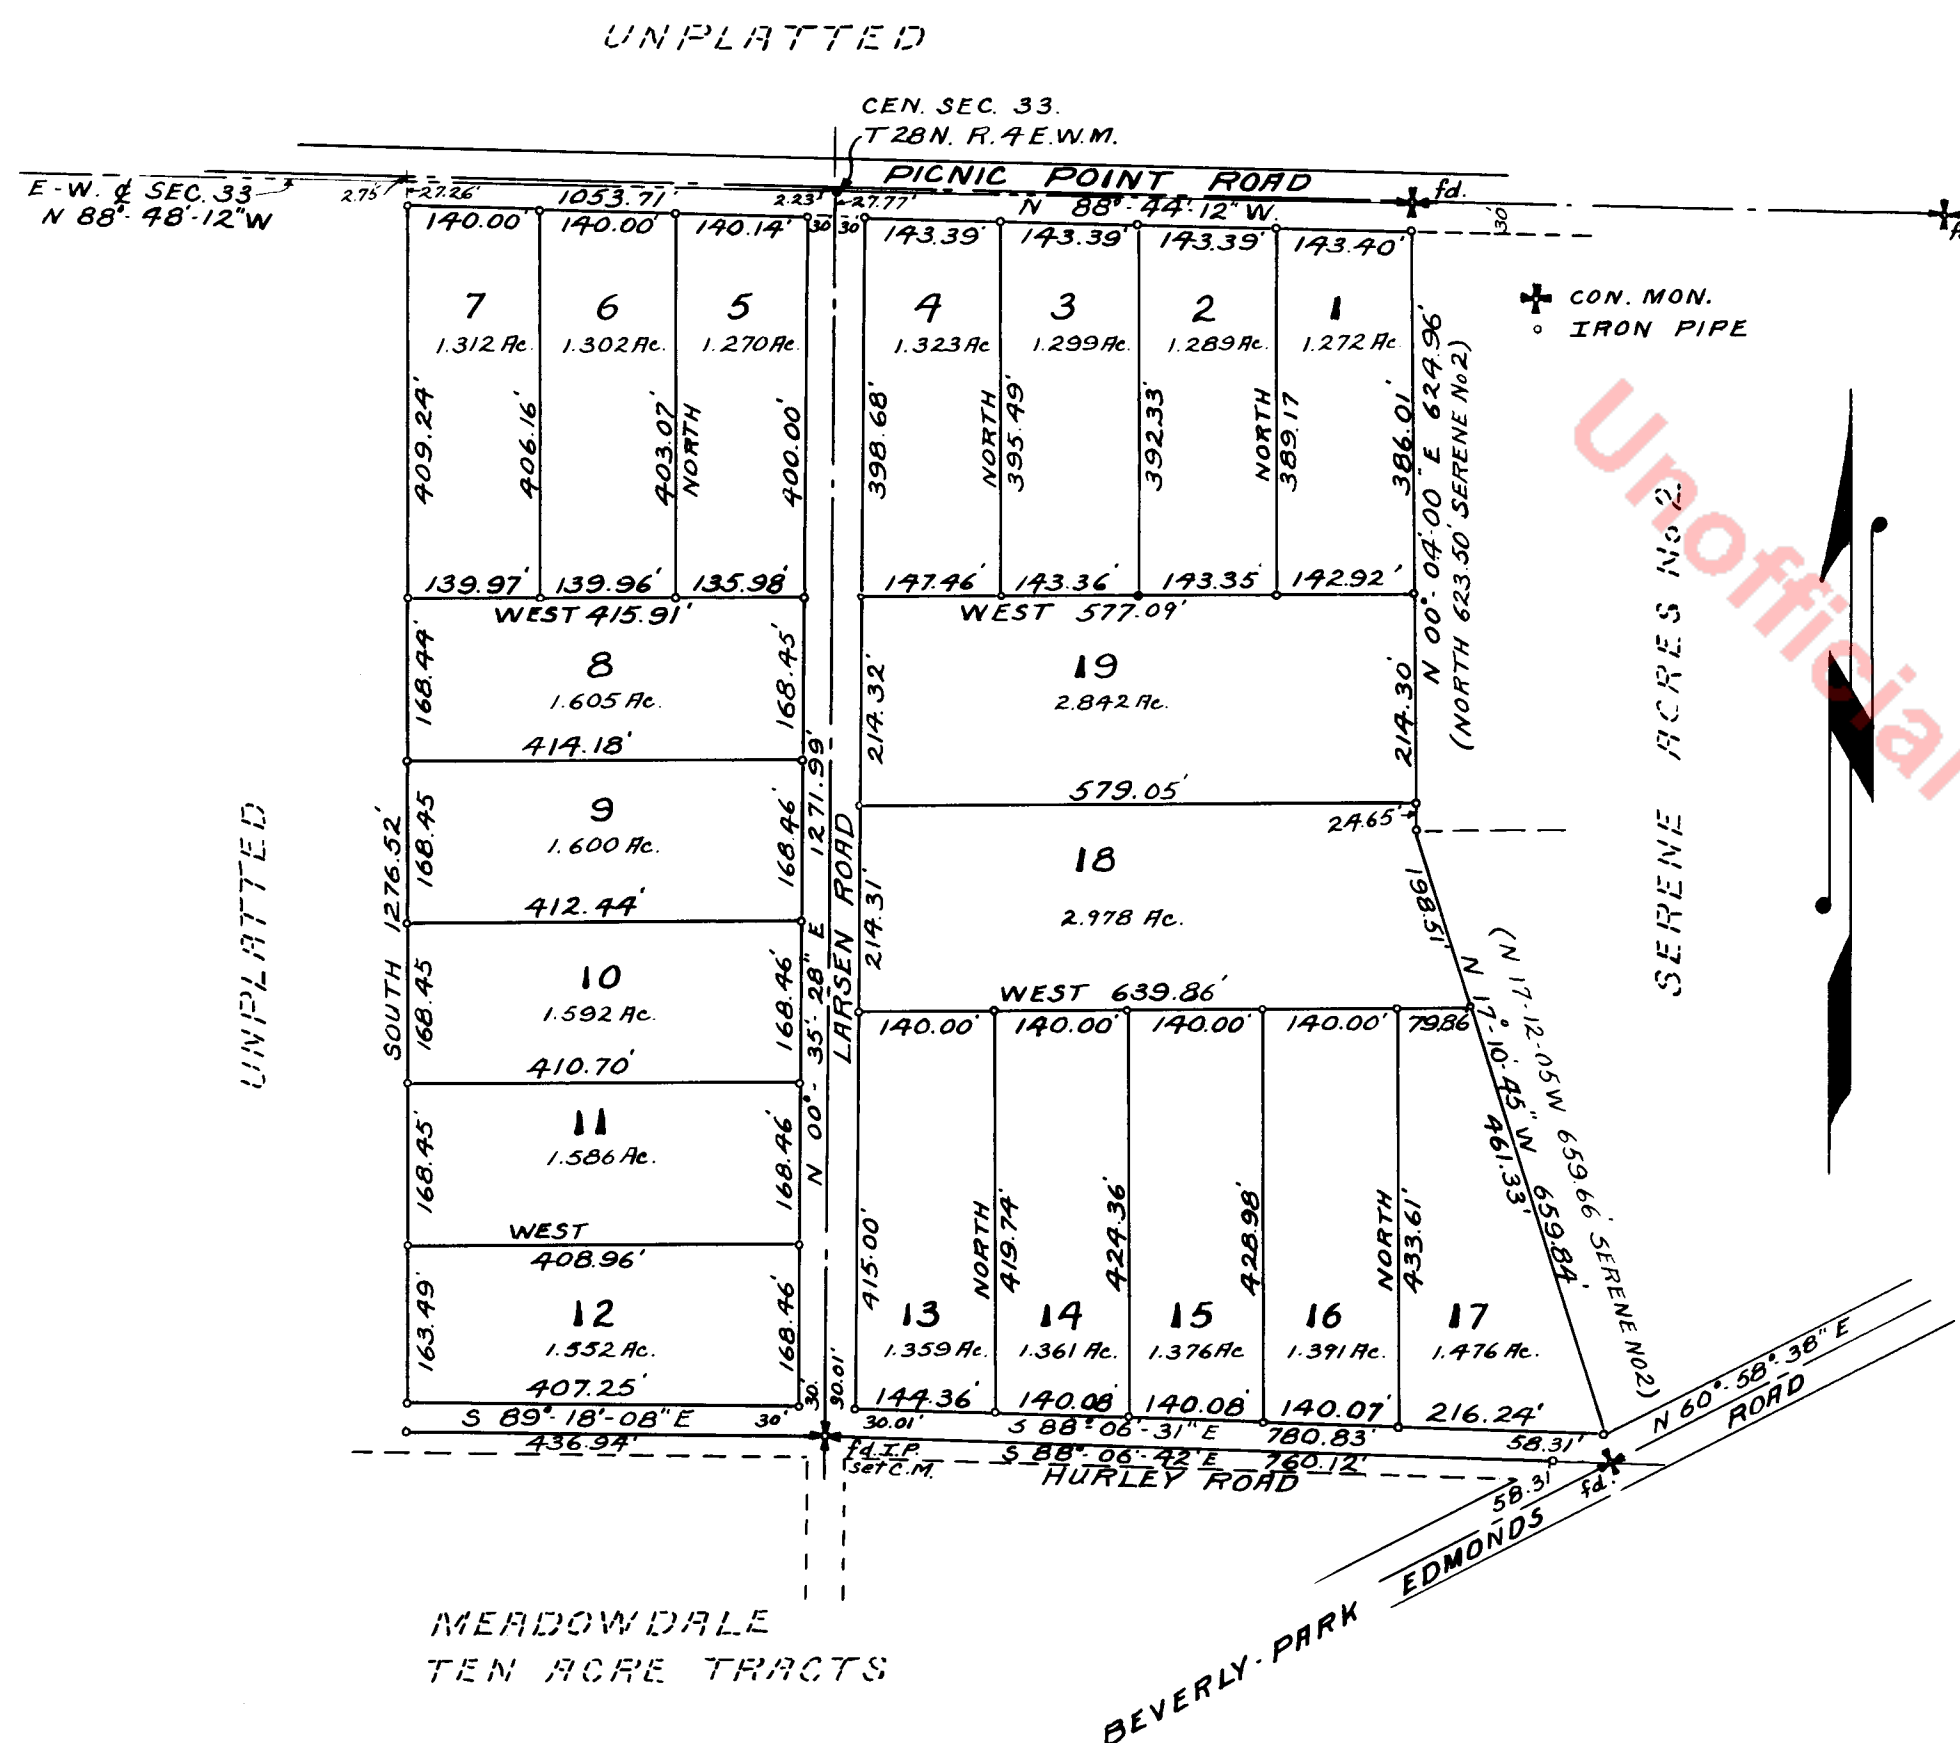 UNPLATTED
CEN. SEC. 33.
T 28 N. R. 4 E.W.M.
PICNIC POINT ROAD
E-W. ℄ SEC. 33
N 88°-48'-12" W
2.75'
27.26'
1053.71'
2.23'
27.77'
N 88°-44'-12" W.
fd.
30'
140.00'
140.00'
140.14'
30
30
143.39'
143.39'
143.39'
143.40'
CON. MON.
IRON PIPE
7
1.312 Ac.
6
1.302 Ac.
5
1.270 Ac.
4
1.323 Ac
3
1.299 Ac.
2
1.289 Ac.
1
1.272 Ac.
409.24'
406.16'
403.07'
NORTH
400.00'
398.68'
NORTH
395.49'
392.33'
NORTH
389.17
386.01'
N 00°-04'-00" E 624.96'
(NORTH 623.50' SERENE No 2)
139.97'
139.96'
135.98'
147.46'
143.36'
143.35'
142.92'
WEST 415.91'
WEST 577.09'
168.44'
8
1.605 Ac.
168.45'
414.18'
214.32'
19
2.842 Ac.
214.30'
579.05'
24.65'
SERENE ACRES No 2
Unofficial
UNPLATTED
SOUTH 1276.52'
168.45
9
1.600 Ac.
168.46'
412.44'
N 00°-35'-28" E 1271.99'
LARSEN ROAD
214.31'
18
2.978 Ac.
198.51'
168.45
10
1.592 Ac.
168.46'
410.70'
WEST 639.86'
140.00'
140.00'
140.00'
140.00'
79.86'
N 17°-10'-45" W 659.84'
(N 17-12-05 W 659.66' SERENE NO 2)
461.33'
168.45'
11
1.586 Ac.
168.46'
WEST
408.96'
163.49'
12
1.552 Ac.
168.46'
407.25'
415.00'
13
1.359 Ac.
NORTH
419.74'
14
1.361 Ac.
424.36'
15
1.376 Ac
428.98'
16
1.391 Ac.
NORTH
433.61'
17
1.476 Ac.
144.36'
140.08'
140.08'
140.07'
216.24'
S 89°-18'-08" E
30'
30.
30.01'
30.01'
S 88°-06'-31" E 780.83'
58.31'
436.94'
fd. I.P.
set C.M.
S 88°-06'-42" E 760.12'
HURLEY ROAD
58.31'
fd.
N 60°-58'-38" E
BEVERLY-PARK EDMONDS ROAD
MEADOWDALE
TEN ACRE TRACTS